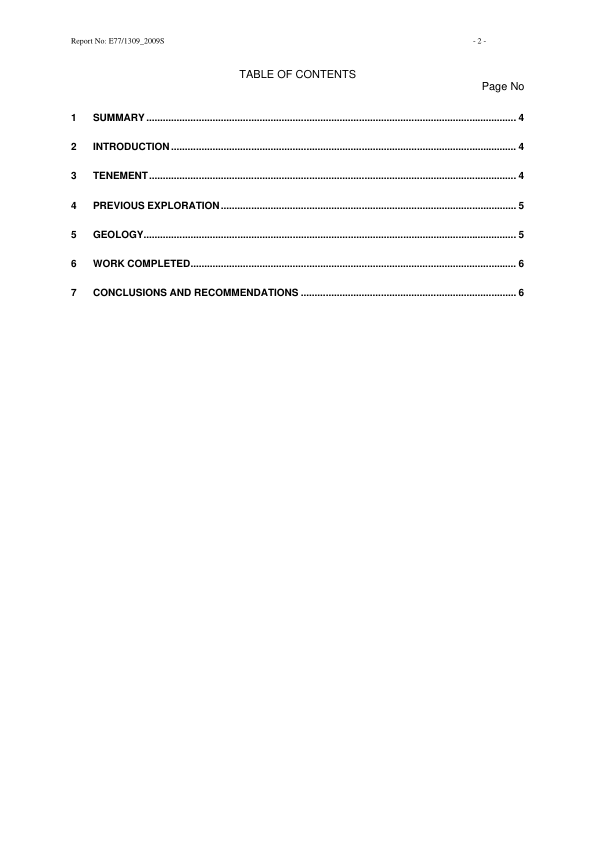 Report No: E77/1309_2009S - 2 -
TABLE OF CONTENTS
Page No
1 SUMMARY ........................................................................................................................................ 4
2 INTRODUCTION ............................................................................................................................... 4
3 TENEMENT ....................................................................................................................................... 4
4 PREVIOUS EXPLORATION ............................................................................................................. 5
5 GEOLOGY......................................................................................................................................... 5
6 WORK COMPLETED........................................................................................................................ 6
7 CONCLUSIONS AND RECOMMENDATIONS ................................................................................ 6